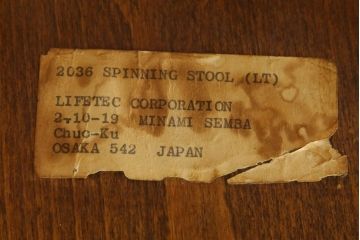 2036 SPINNING STOOL (LT)
LIFETEC CORPORATION
2-10-19 MINAMI SEMBA
Chuo-Ku
OSAKA 542 JAPAN